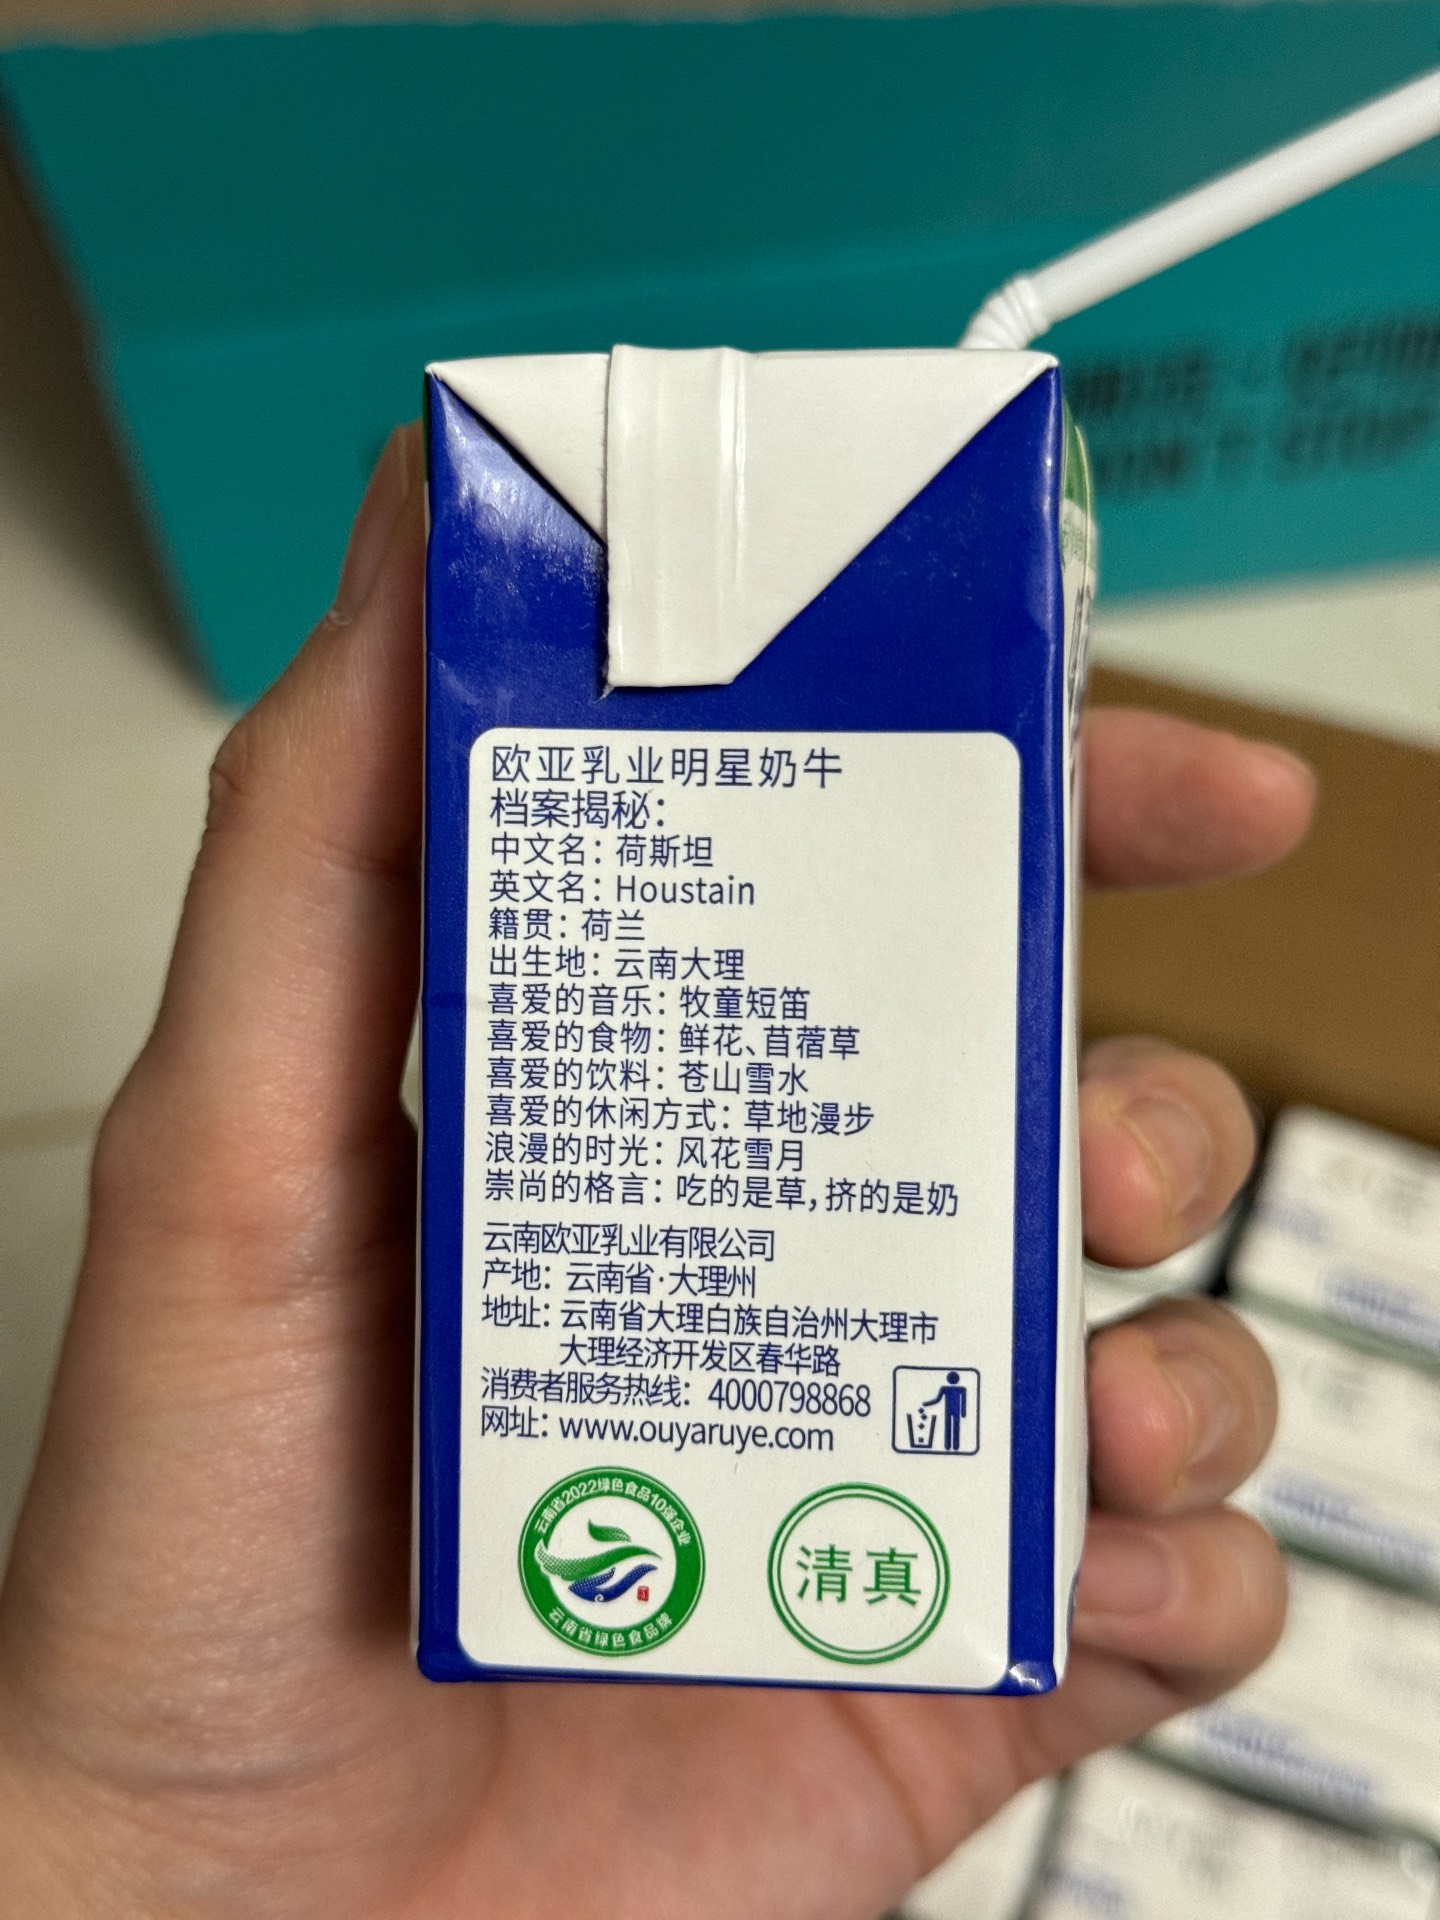 欧亚乳业明星奶牛
档案揭秘：
中文名：荷斯坦
英文名：Houstain
籍贯：荷兰
出生地：云南大理
喜爱的音乐：牧童短笛
喜爱的食物：鲜花、苜蓿草
喜爱的饮料：苍山雪水
喜爱的休闲方式：草地漫步
浪漫的时光：风花雪月
崇尚的格言：吃的是草，挤的是奶
云南欧亚乳业有限公司
产地：云南省·大理州
地址：云南省大理白族自治州大理市
大理经济开发区春华路
消费者服务热线：4000798868
网址：www.ouyaruye.com
云南省2022绿色食品10强企业
云南省绿色食品牌
清真